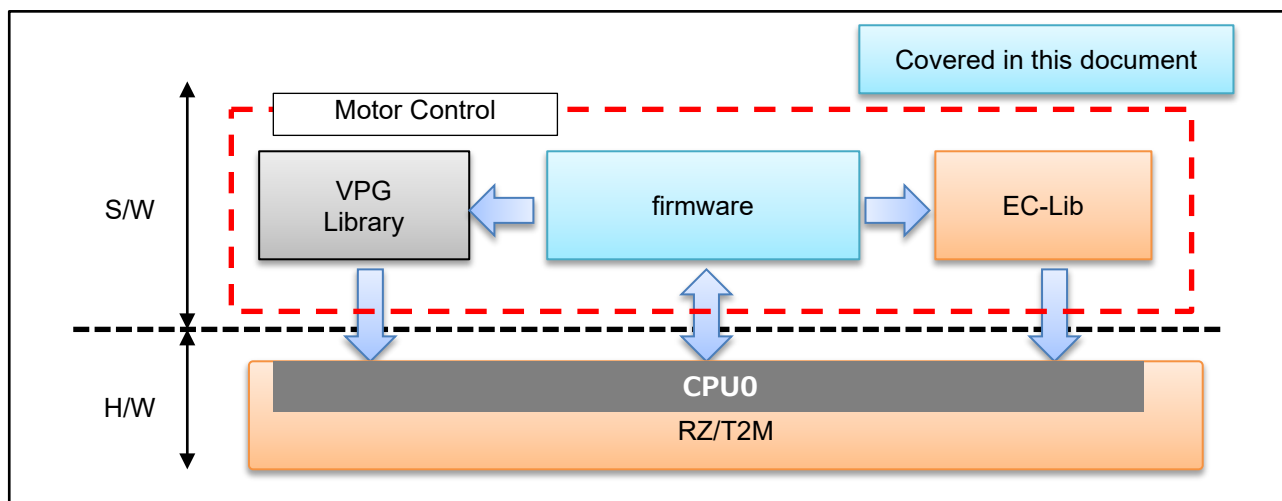 Covered in this document
Motor Control
VPG
Library
firmware
EC-Lib
S/W
H/W
CPU0
RZ/T2M